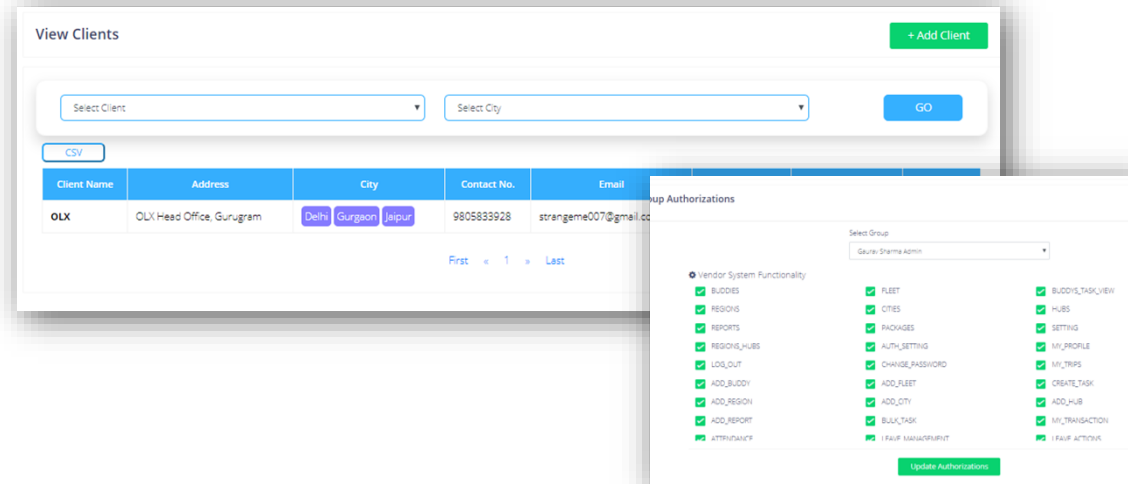 View Clients
+ Add Client
Select Client
Select City
GO
CSV
Client Name Address City Contact No. Email
OLX OLX Head Office, Gurugram Delhi Gurgaon Jaipur 9805833928 strangeme007@gmail.co
First « 1 » Last
up Authorizations
Select Group
Gaurav Sharma Admin
Vendor System Functionality
BUDDIES FLEET BUDDYS_TASK_VIEW
REGIONS CITIES HUBS
REPORTS PACKAGES SETTING
REGIONS_HUBS AUTH_SETTING MY_PROFILE
LOG_OUT CHANGE_PASSWORD MY_TRIPS
ADD_BUDDY ADD_FLEET CREATE_TASK
ADD_REGION ADD_CITY ADD_HUB
ADD_REPORT BULK_TASK MY_TRANSACTION
ATTENDANCE LEAVE_MANAGEMENT LEAVE_ACTIONS
Update Authorizations